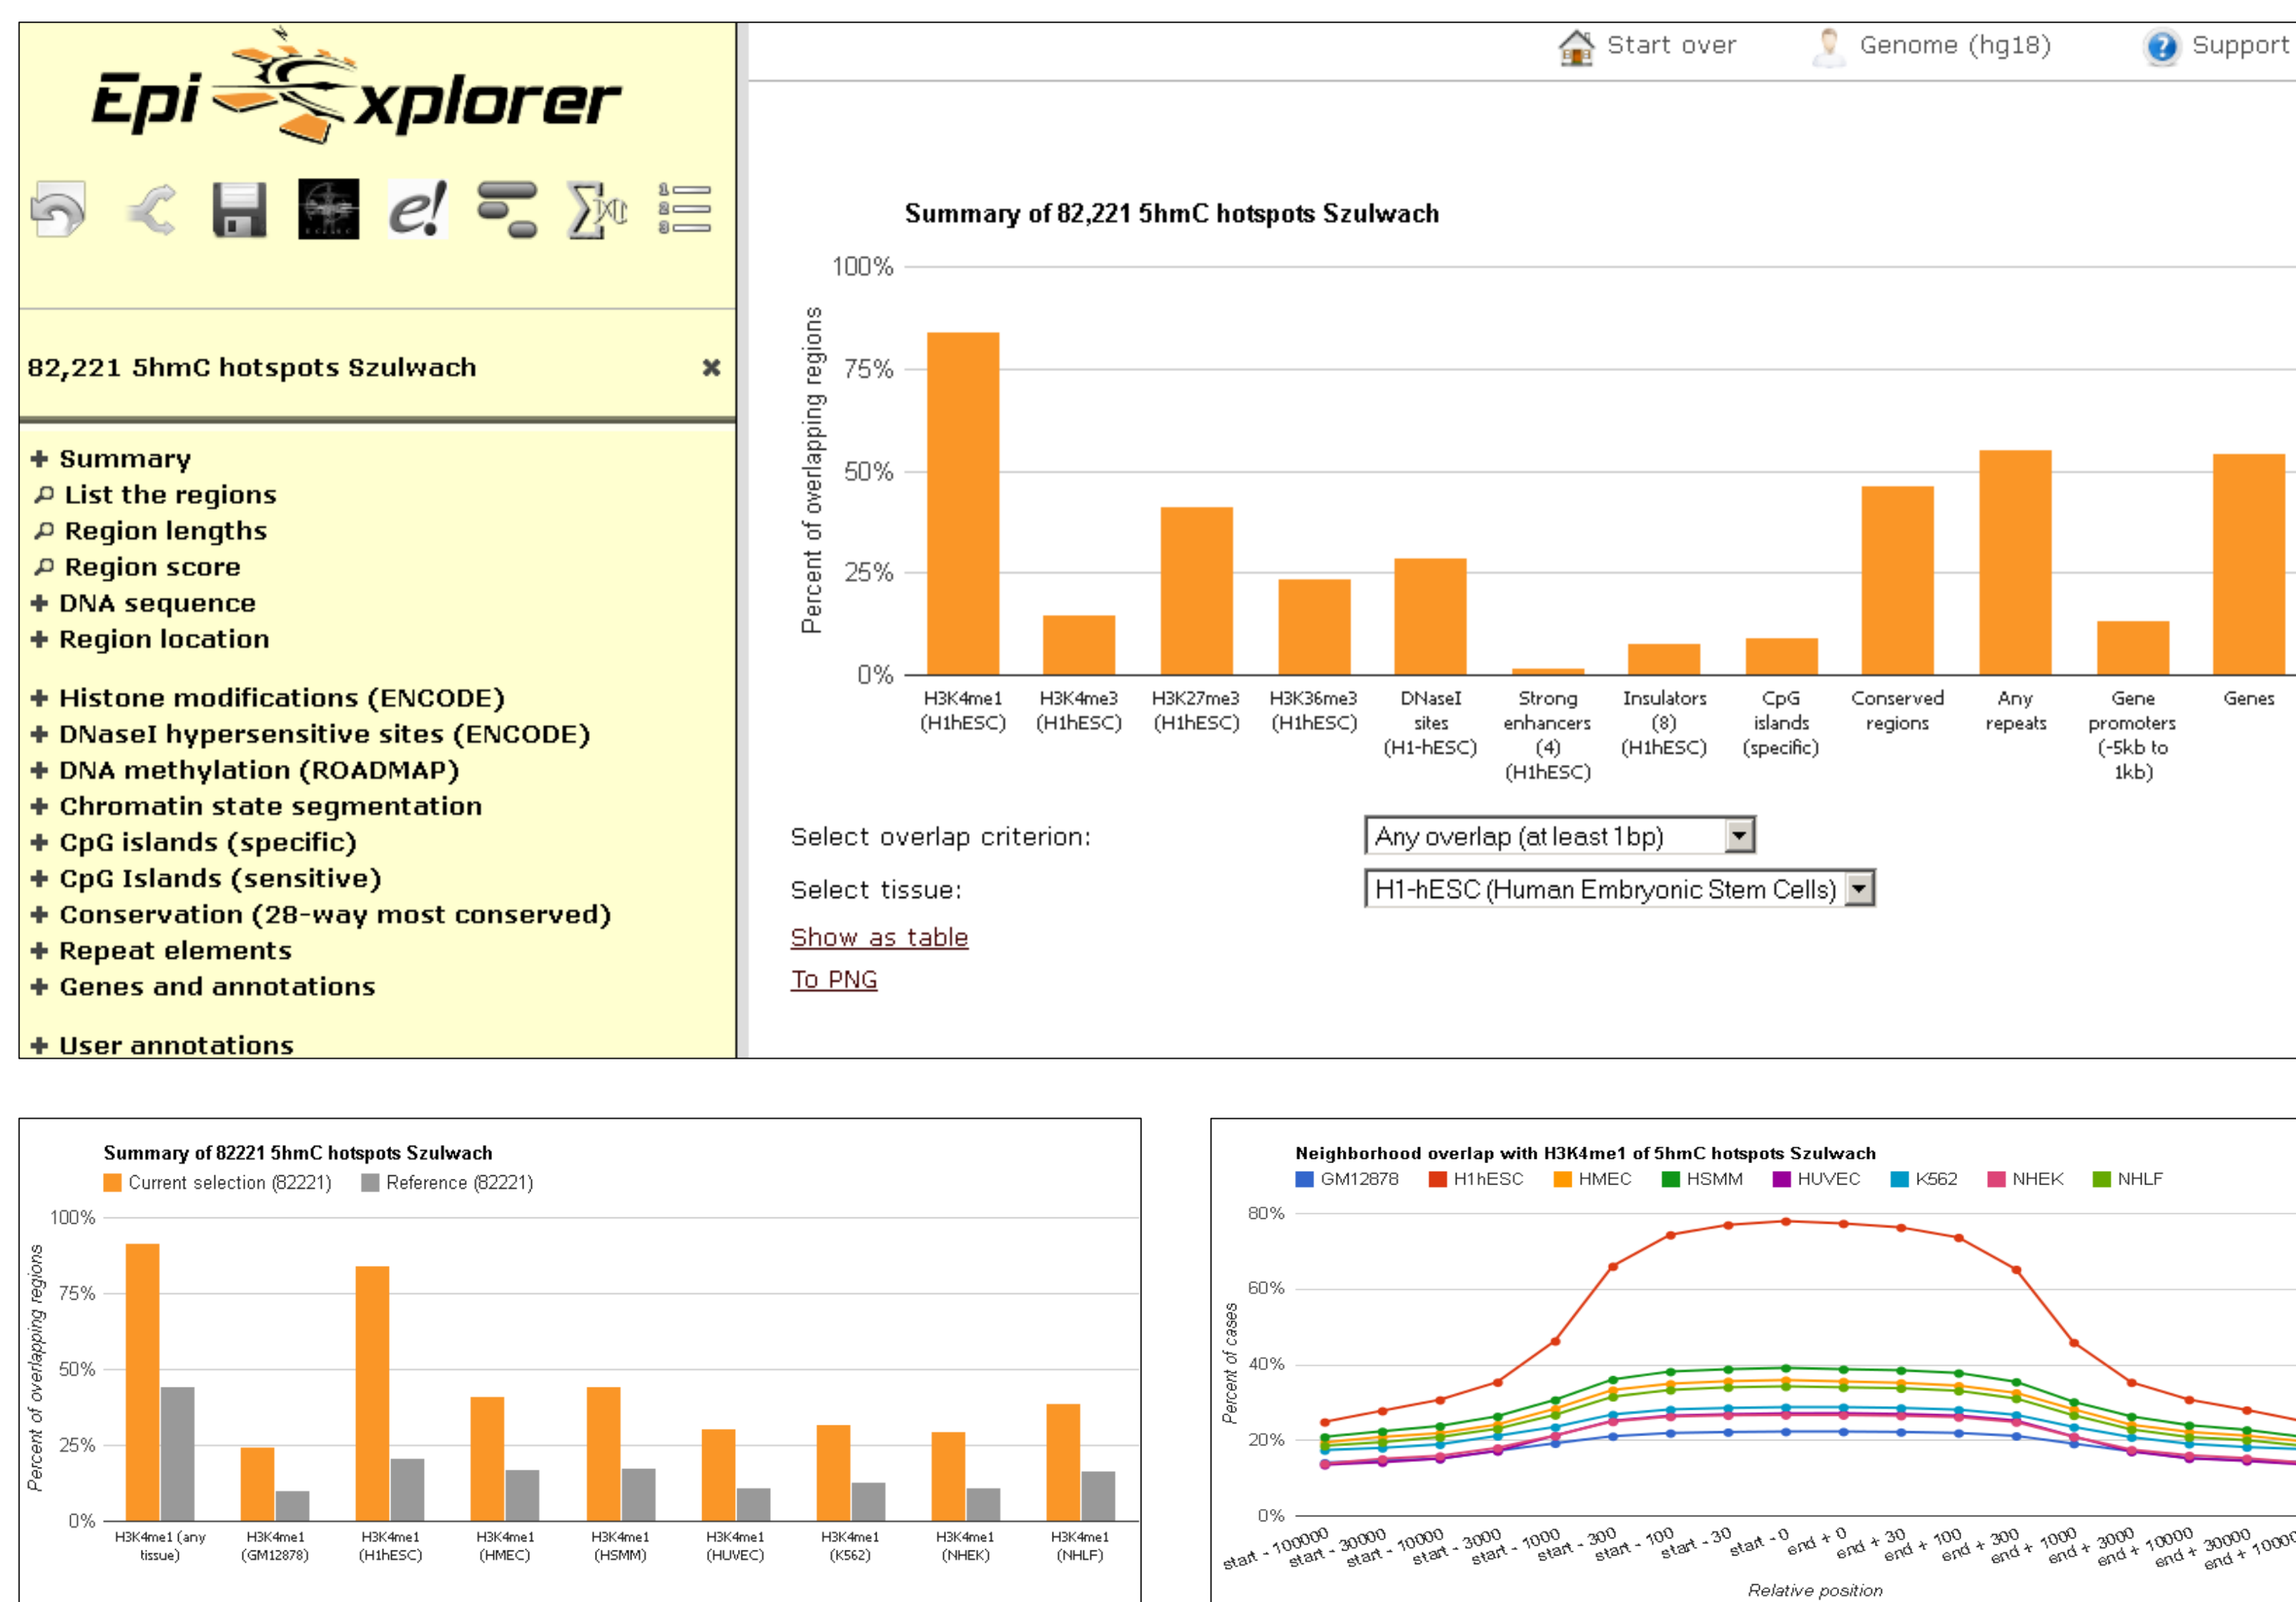 Epi Explorer
Start over Genome (hg18) Support
82,221 5hmC hotspots Szulwach
+ Summary
List the regions
Region lengths
Region score
+ DNA sequence
+ Region location
+ Histone modifications (ENCODE)
+ DNaseI hypersensitive sites (ENCODE)
+ DNA methylation (ROADMAP)
+ Chromatin state segmentation
+ CpG islands (specific)
+ CpG Islands (sensitive)
+ Conservation (28-way most conserved)
+ Repeat elements
+ Genes and annotations
+ User annotations
Summary of 82,221 5hmC hotspots Szulwach
Percent of overlapping regions
100%
75%
50%
25%
0%
H3K4me1 (H1hESC)
H3K4me3 (H1hESC)
H3K27me3 (H1hESC)
H3K36me3 (H1hESC)
DNaseI sites (H1-hESC)
Strong enhancers (4) (H1hESC)
Insulators (8) (H1hESC)
CpG islands (specific)
Conserved regions
Any repeats
Gene promoters (-5kb to 1kb)
Genes
Select overlap criterion: Any overlap (at least 1bp)
Select tissue: H1-hESC (Human Embryonic Stem Cells)
Show as table
To PNG
Summary of 82221 5hmC hotspots Szulwach
Current selection (82221) Reference (82221)
Percent of overlapping regions
100%
75%
50%
25%
0%
H3K4me1 (any tissue)
H3K4me1 (GM12878)
H3K4me1 (H1hESC)
H3K4me1 (HMEC)
H3K4me1 (HSMM)
H3K4me1 (HUVEC)
H3K4me1 (K562)
H3K4me1 (NHEK)
H3K4me1 (NHLF)
Neighborhood overlap with H3K4me1 of 5hmC hotspots Szulwach
GM12878 H1hESC HMEC HSMM HUVEC K562 NHEK NHLF
Percent of cases
80%
60%
40%
20%
0%
start - 100000
start - 30000
start - 10000
start - 3000
start - 1000
start - 300
start - 100
start - 30
start - 0
end + 0
end + 30
end + 100
end + 300
end + 1000
end + 3000
end + 10000
end + 30000
end +
Relative position